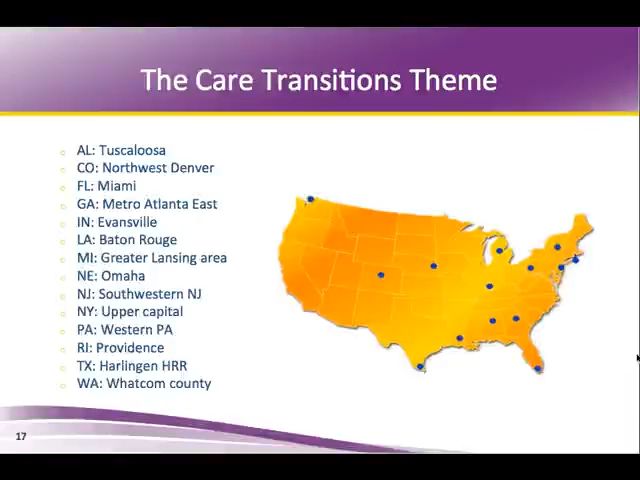 The Care Transitions Theme
AL: Tuscaloosa
CO: Northwest Denver
FL: Miami
GA: Metro Atlanta East
IN: Evansville
LA: Baton Rouge
MI: Greater Lansing area
NE: Omaha
NJ: Southwestern NJ
NY: Upper capital
PA: Western PA
RI: Providence
TX: Harlingen HRR
WA: Whatcom county
17